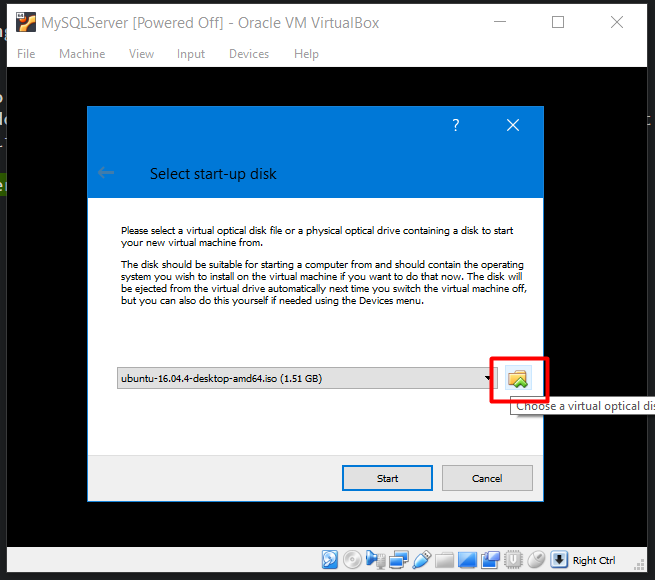 MySQLServer [Powered Off] - Oracle VM VirtualBox
File Machine View Input Devices Help
?
Select start-up disk
Please select a virtual optical disk file or a physical optical drive containing a disk to start
your new virtual machine from.
The disk should be suitable for starting a computer from and should contain the operating
system you wish to install on the virtual machine if you want to do that now. The disk will
be ejected from the virtual drive automatically next time you switch the virtual machine off,
but you can also do this yourself if needed using the Devices menu.
ubuntu-16.04.4-desktop-amd64.iso (1.51 GB)
Choose a virtual optical dis
Start Cancel
Right Ctrl